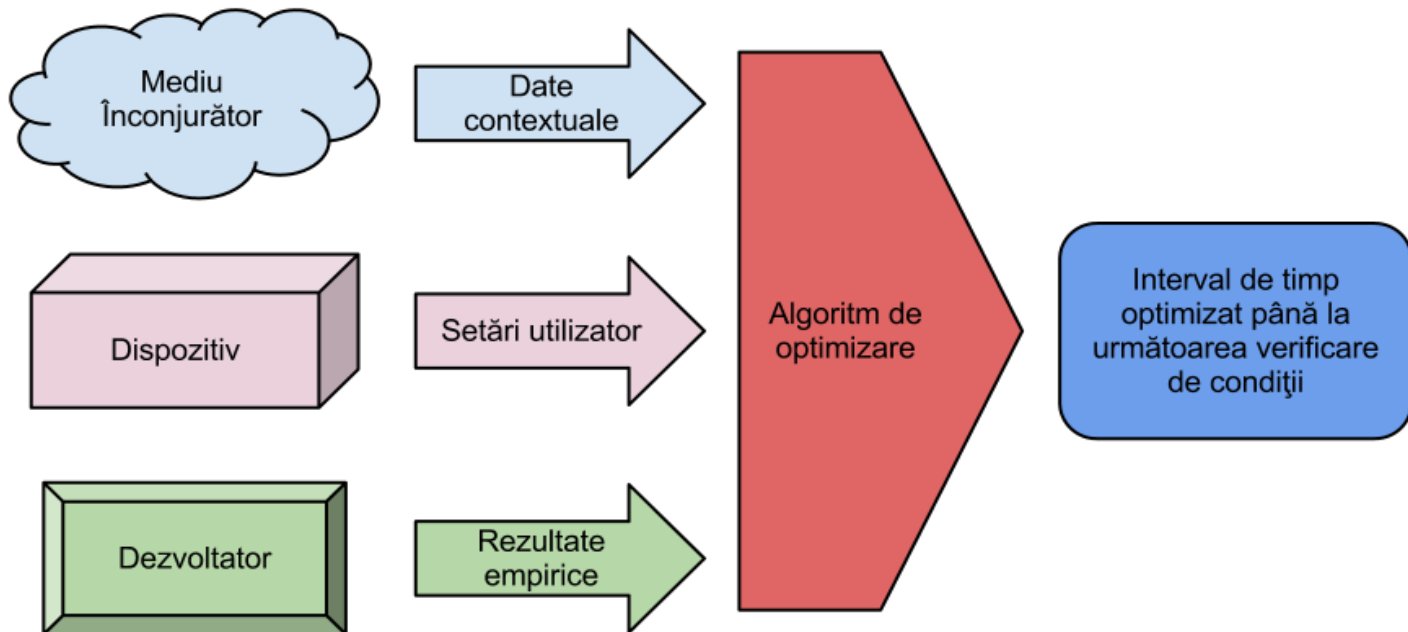 Mediu
Înconjurător
Date
contextuale
Dispozitiv
Setări utilizator
Dezvoltator
Rezultate
empirice
Algoritm de
optimizare
Interval de timp
optimizat până la
următoarea verificare
de condiţii